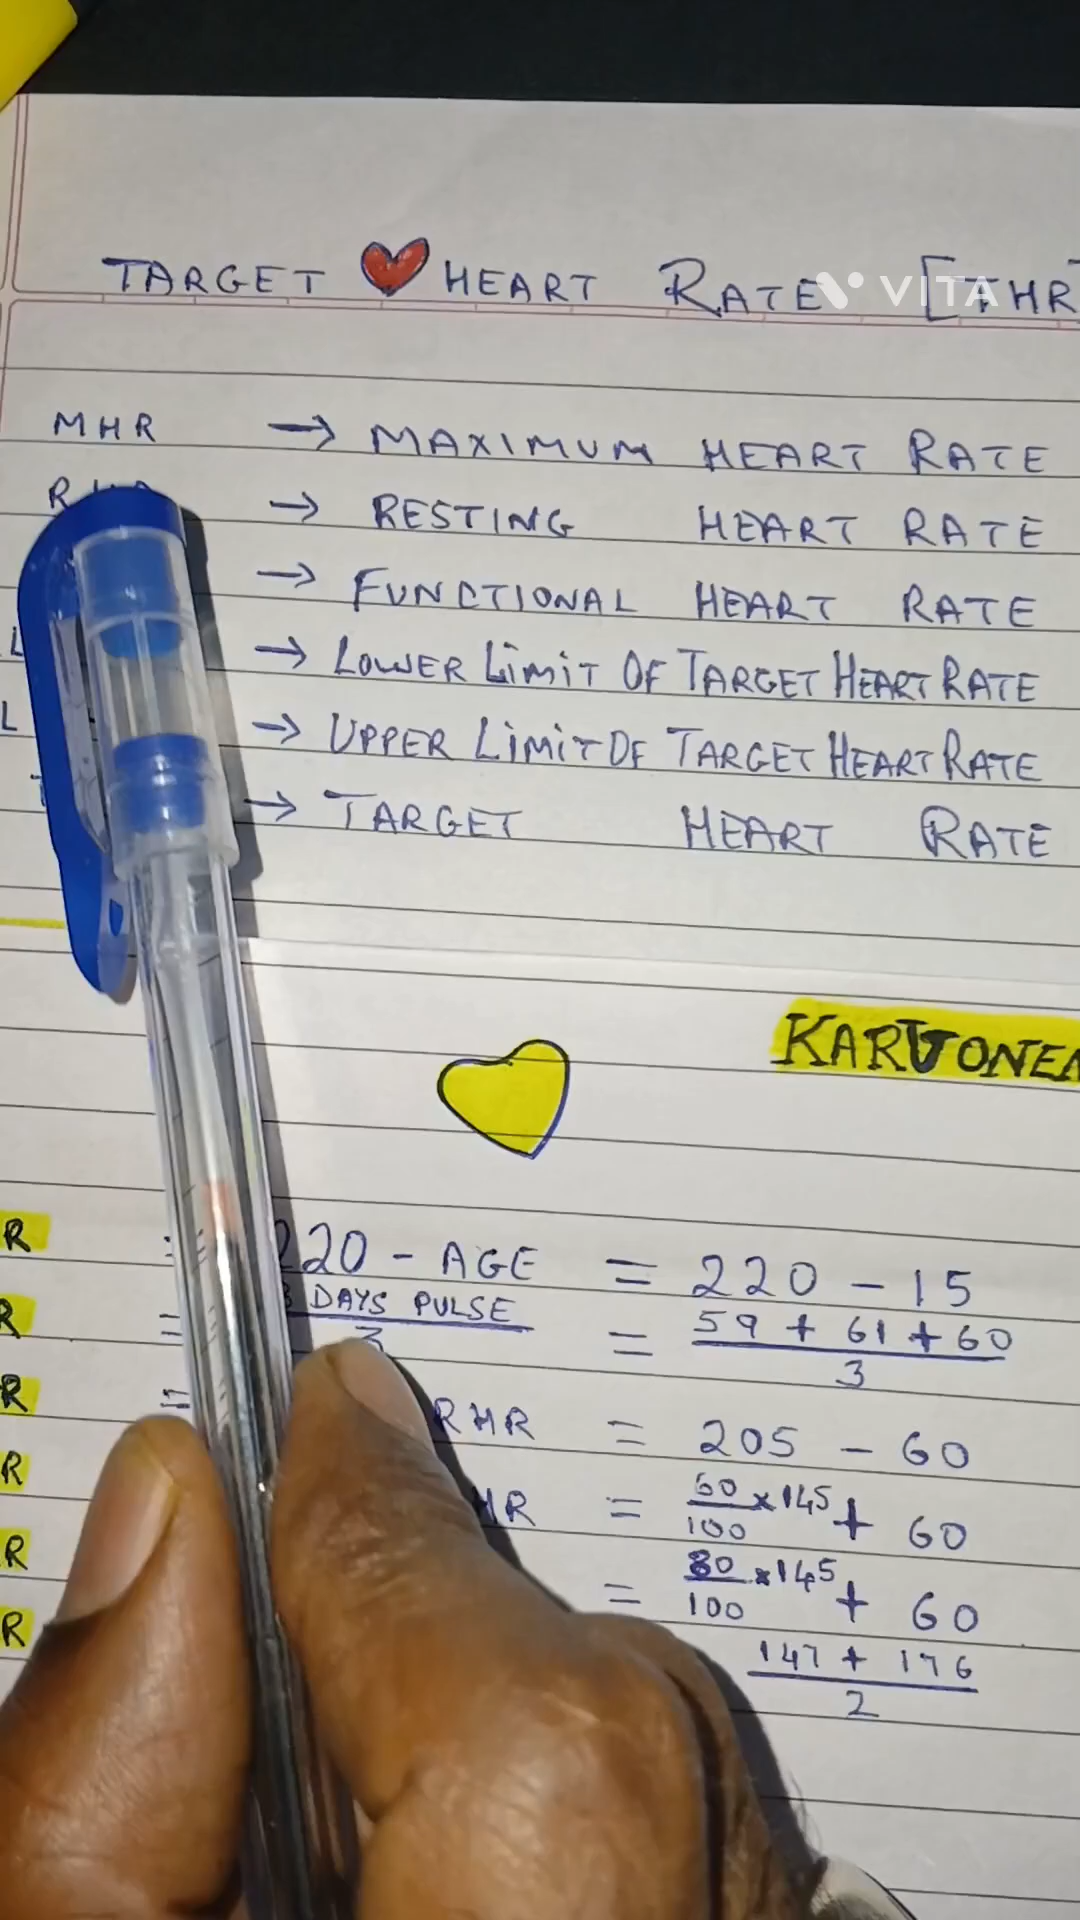 TARGET HEART RATE [THR]
VITA
MHR → MAXIMUM HEART RATE
→ RESTING HEART RATE
→ FUNCTIONAL HEART RATE
L → LOWER LIMIT OF TARGET HEART RATE
L → UPPER LIMIT OF TARGET HEART RATE
→ TARGET HEART RATE
R 220 - AGE = 220 - 15
R = DAYS PULSE / 3 = 59 + 61 + 60 / 3
R = RHR = 205 - 60
R HR = 60/100 × 145 + 60
R = 80/100 × 145 + 60
R 147 + 176 / 2